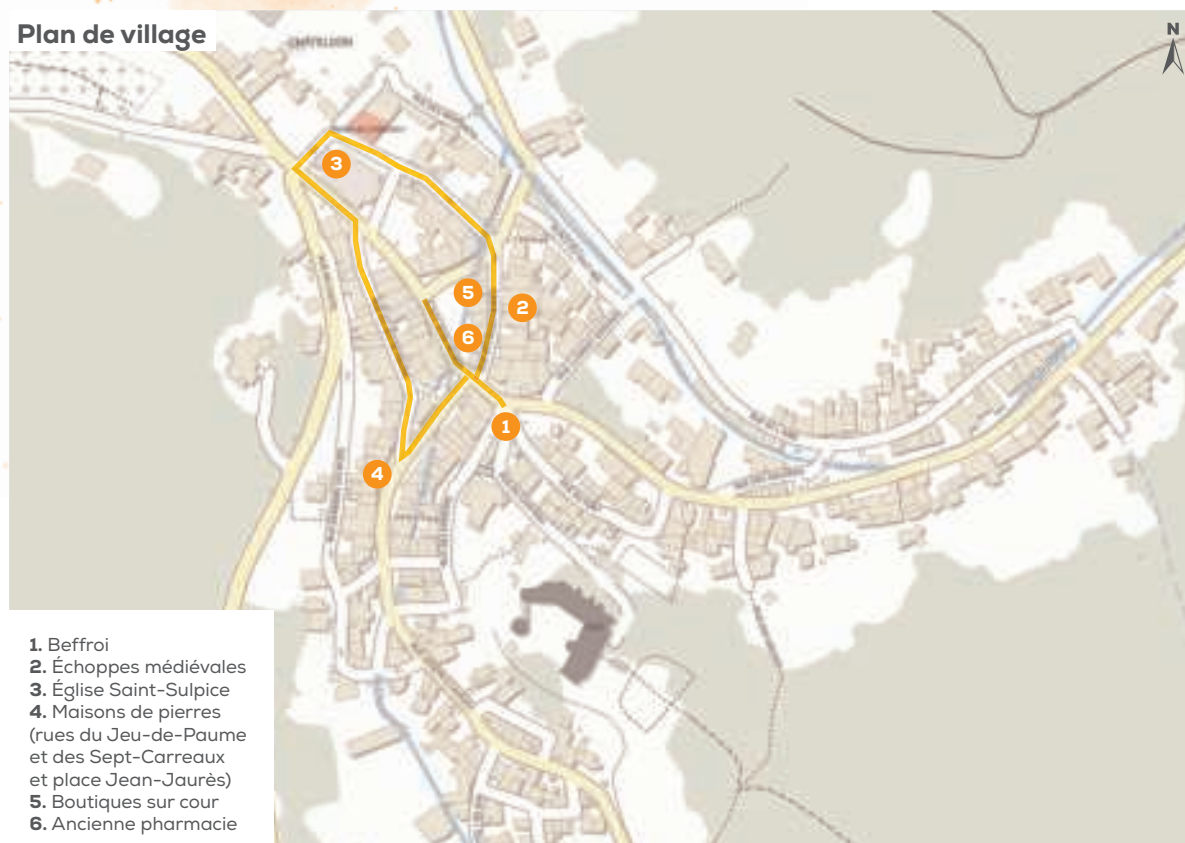 Plan de village
N
3
5
2
6
1
4
1. Beffroi
2. Échoppes médiévales
3. Église Saint-Sulpice
4. Maisons de pierres
(rues du Jeu-de-Paume
et des Sept-Carreaux
et place Jean-Jaurès)
5. Boutiques sur cour
6. Ancienne pharmacie